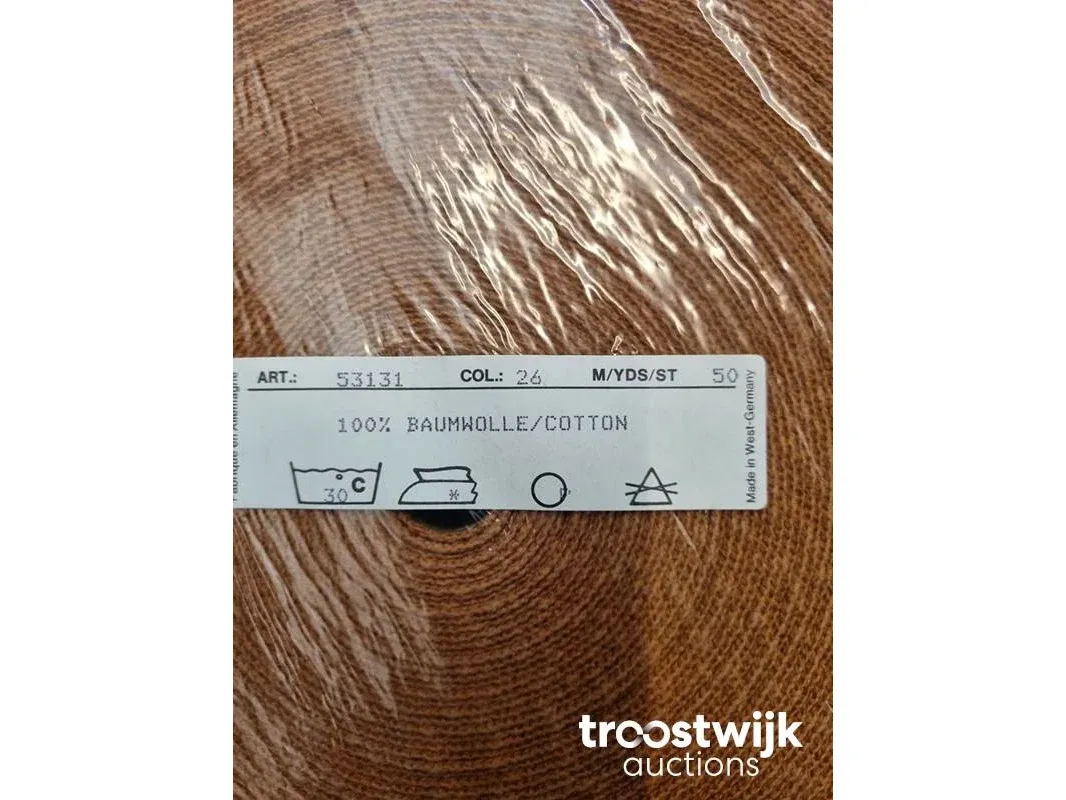 ART.: 53131 COL.: 26 M/YDS/ST 50
100% BAUMWOLLE/COTTON
30 °C
Made in West-Germany
troostwijk
auctions